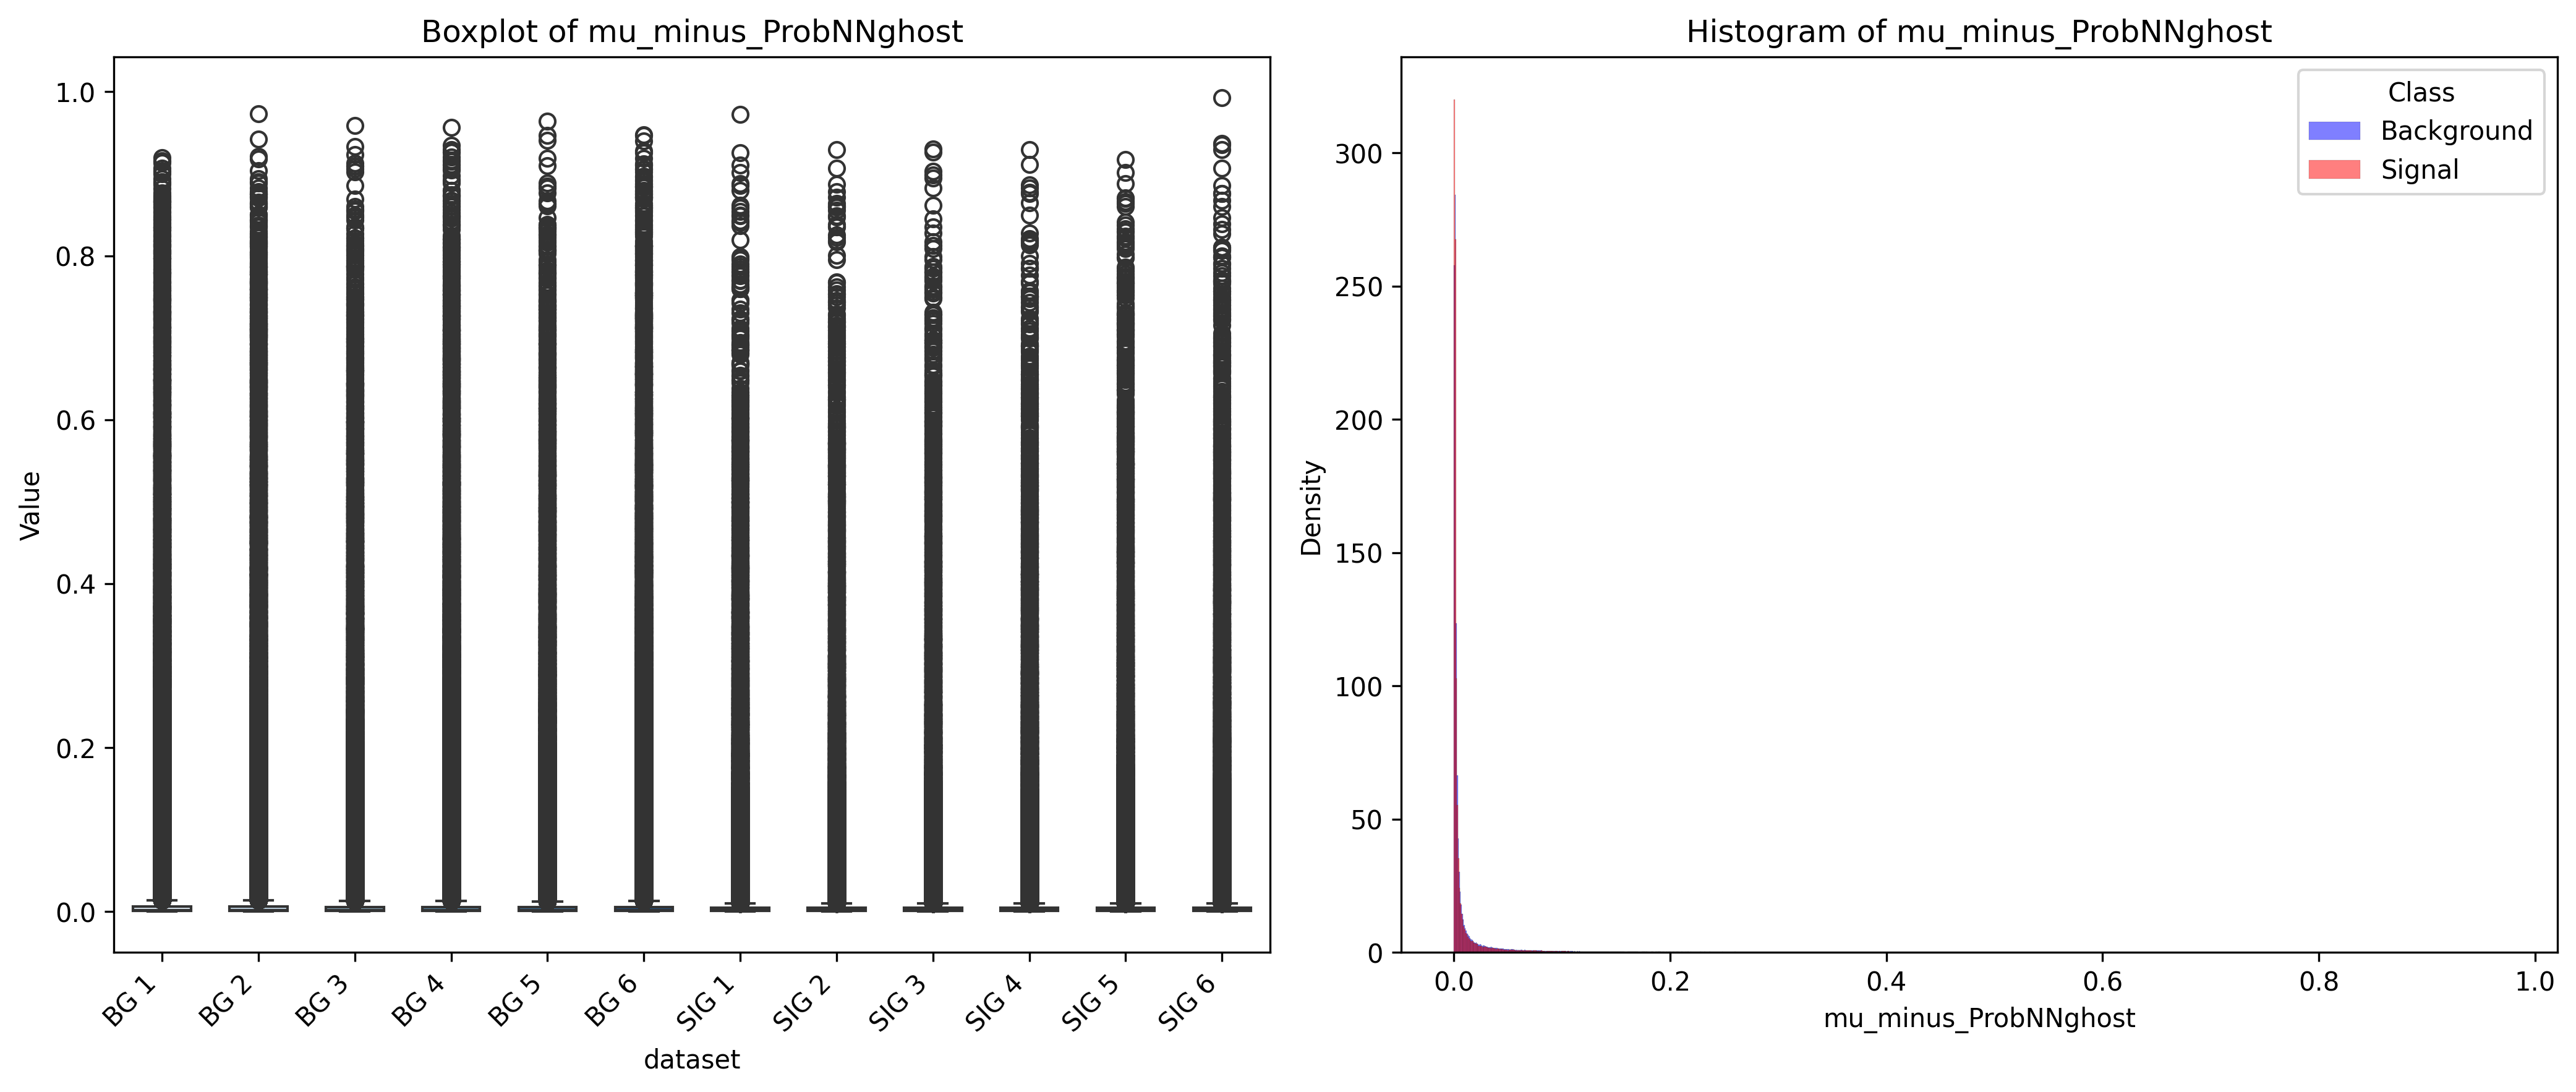 Boxplot of mu_minus_ProbNNghost
Value
1.0
0.8
0.6
0.4
0.2
0.0
BG 1
BG 2
BG 3
BG 4
BG 5
BG 6
SIG 1
SIG 2
SIG 3
SIG 4
SIG 5
SIG 6
dataset
Histogram of mu_minus_ProbNNghost
Class
Background
Signal
Density
300
250
200
150
100
50
0
0.0
0.2
0.4
0.6
0.8
1.0
mu_minus_ProbNNghost